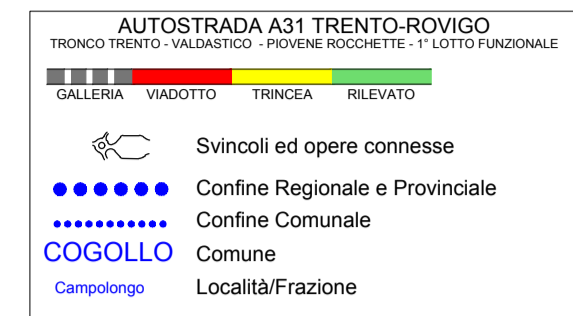 AUTOSTRADA A31 TRENTO-ROVIGO
TRONCO TRENTO - VALDASTICO - PIOVENE ROCCHETTE - 1° LOTTO FUNZIONALE
GALLERIA VIADOTTO TRINCEA RILEVATO
Svincoli ed opere connesse
Confine Regionale e Provinciale
Confine Comunale
COGOLLO Comune
Campolongo Località/Frazione